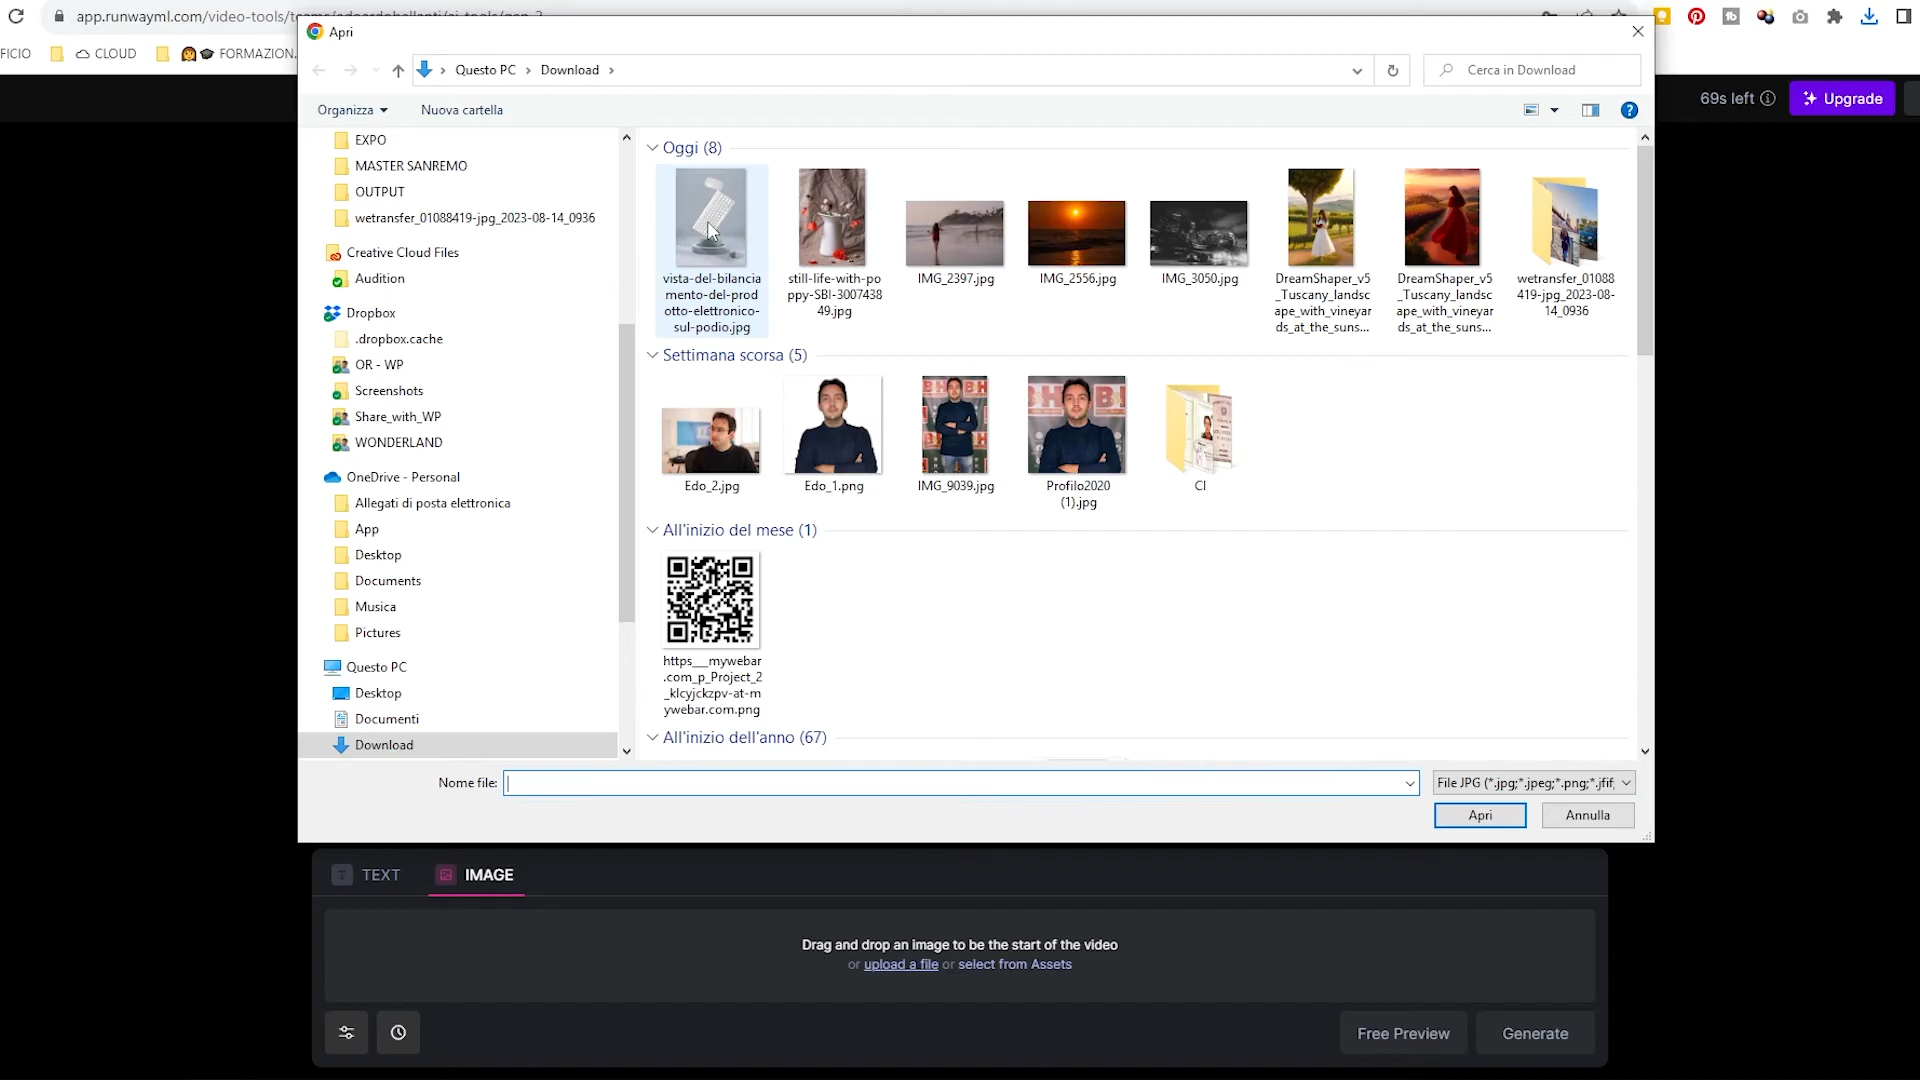 app.runwayml.com/video-tools/teams/edoardobellanti/ai-tools/gen-2
FICIO
CLOUD
FORMAZION
Apri
Questo PC
Download
Cerca in Download
69s left
Upgrade
Organizza
Nuova cartella
EXPO
MASTER SANREMO
OUTPUT
wetransfer_01088419-jpg_2023-08-14_0936
Creative Cloud Files
Audition
Dropbox
.dropbox.cache
OR - WP
Screenshots
Share_with_WP
WONDERLAND
OneDrive - Personal
Allegati di posta elettronica
App
Desktop
Documents
Musica
Pictures
Questo PC
Desktop
Documenti
Download
Oggi (8)
vista-del-bilancia
mento-del-prod
otto-elettronico-
sul-podio.jpg
still-life-with-po
ppy-SBI-3007438
49.jpg
IMG_2397.jpg
IMG_2556.jpg
IMG_3050.jpg
DreamShaper_v5
_Tuscany_landsc
ape_with_vineyar
ds_at_the_suns...
DreamShaper_v5
_Tuscany_landsc
ape_with_vineyar
ds_at_the_suns...
wetransfer_01088
419-jpg_2023-08-
14_0936
Settimana scorsa (5)
Edo_2.jpg
Edo_1.png
IMG_9039.jpg
Profilo2020
(1).jpg
CI
All'inizio del mese (1)
https__mywebar
.com_p_Project_2
_klcyjckzpv-at-m
ywebar.com.png
All'inizio dell'anno (67)
Nome file:
File JPG (*.jpg;*.jpeg;*.png;*.jfif,
Apri
Annulla
TEXT
IMAGE
Drag and drop an image to be the start of the video
or upload a file or select from Assets
Free Preview
Generate